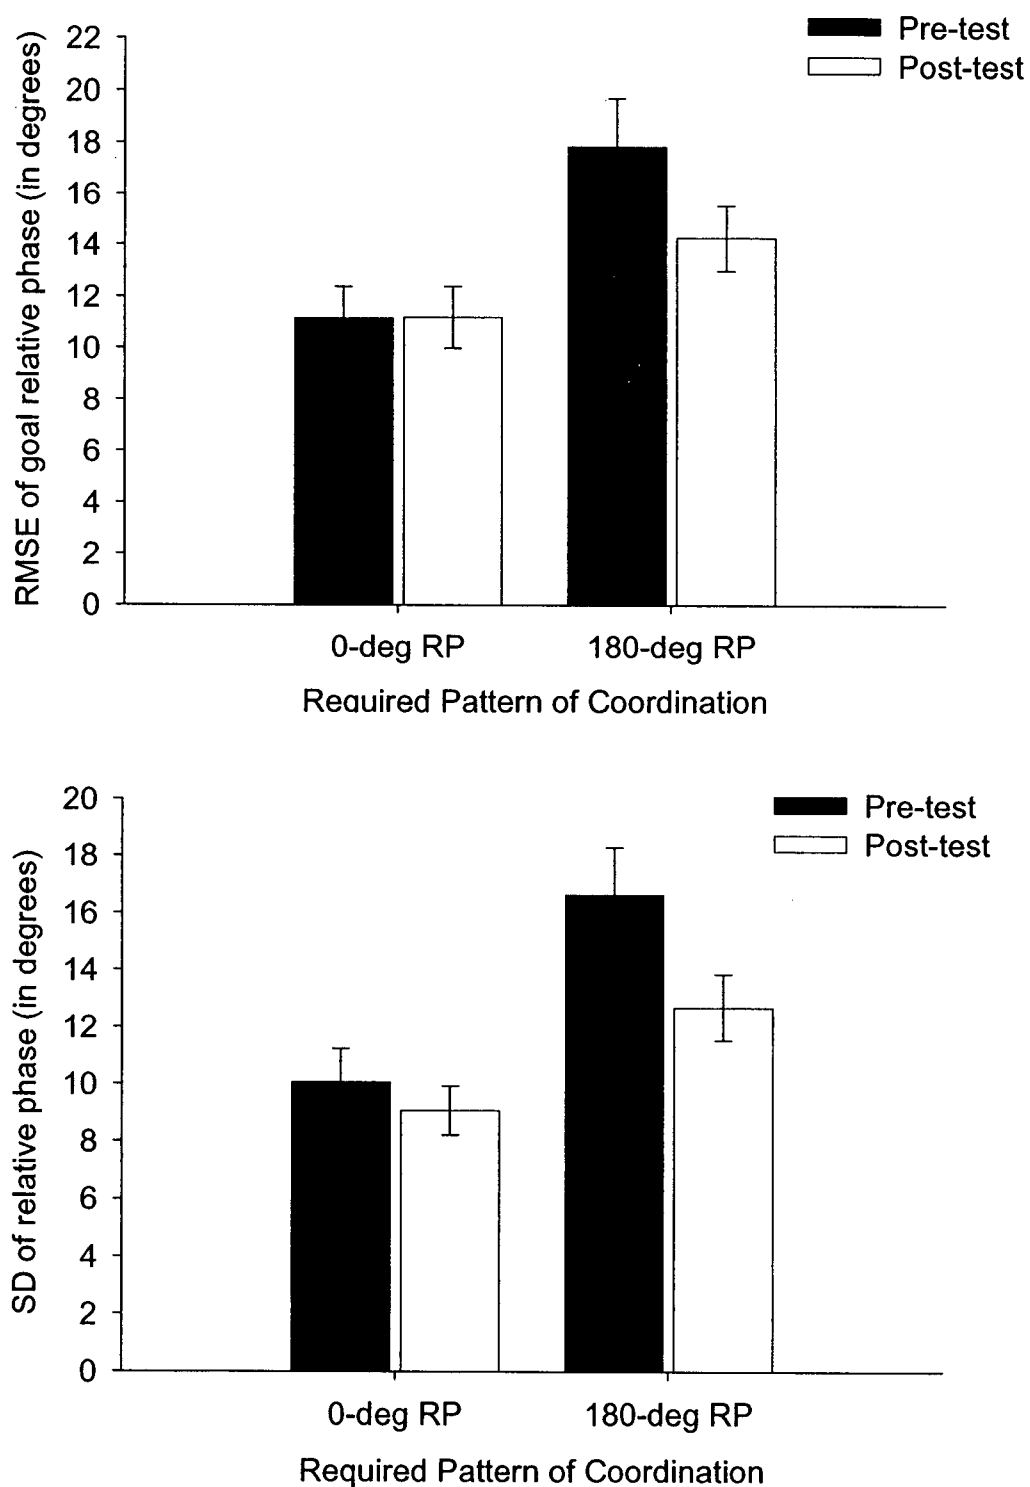 Pre-test
Post-test
RMSE of goal relative phase (in degrees)
22
20
18
16
14
12
10
8
6
4
2
0
0-deg RP 180-deg RP
Required Pattern of Coordination
Pre-test
Post-test
SD of relative phase (in degrees)
20
18
16
14
12
10
8
6
4
2
0
0-deg RP 180-deg RP
Required Pattern of Coordination